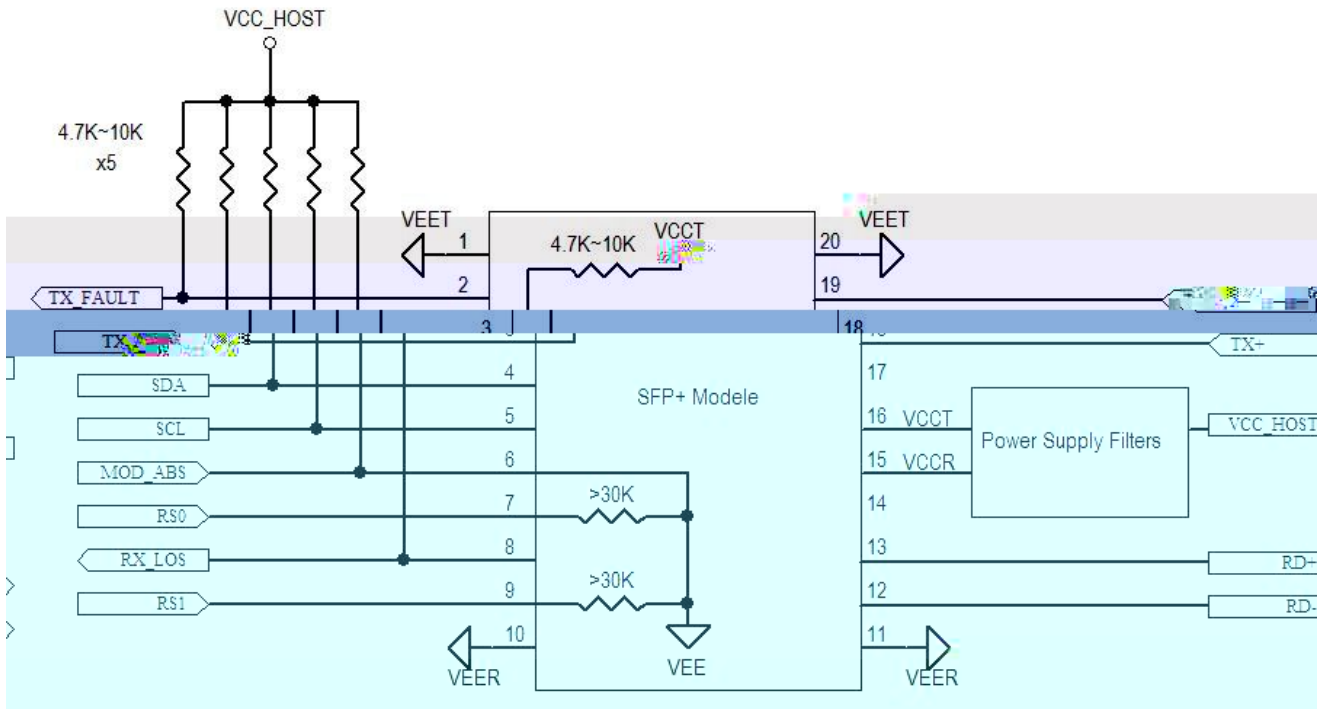 VCC_HOST
4.7K~10K
x5
VEET
1
4.7K~10K
VCCT
20
VEET
TX_FAULT
2
19
3
18
TX+
SDA
4
17
SCL
5
SFP+ Modele
16
VCCT
Power Supply Filters
VCC_HOST
MOD_ABS
6
15
VCCR
RS0
7
>30K
14
RX_LOS
8
13
RD+
RS1
9
>30K
12
RD-
10
11
VEER
VEE
VEER